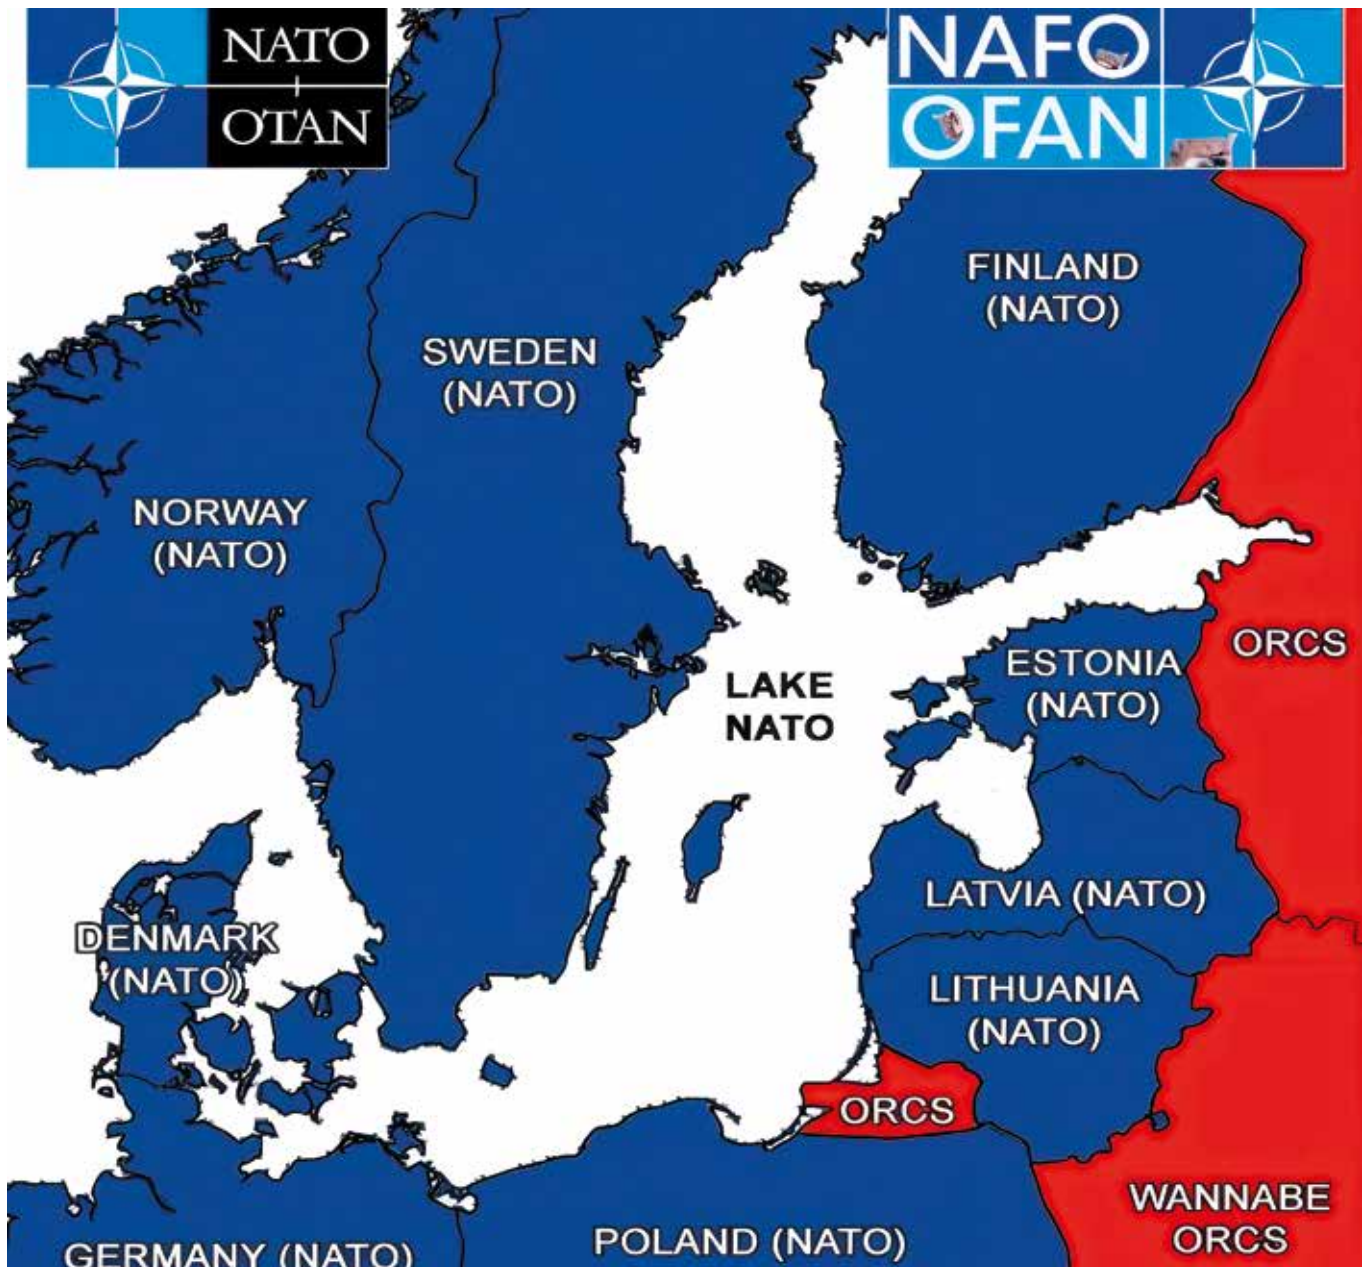 NATO
OTAN
NAFO
OFAN
FINLAND
(NATO)
SWEDEN
(NATO)
NORWAY
(NATO)
ORCS
ESTONIA
(NATO)
LAKE
NATO
LATVIA (NATO)
DENMARK
(NATO)
LITHUANIA
(NATO)
ORCS
WANNABE
ORCS
POLAND (NATO)
GERMANY (NATO)